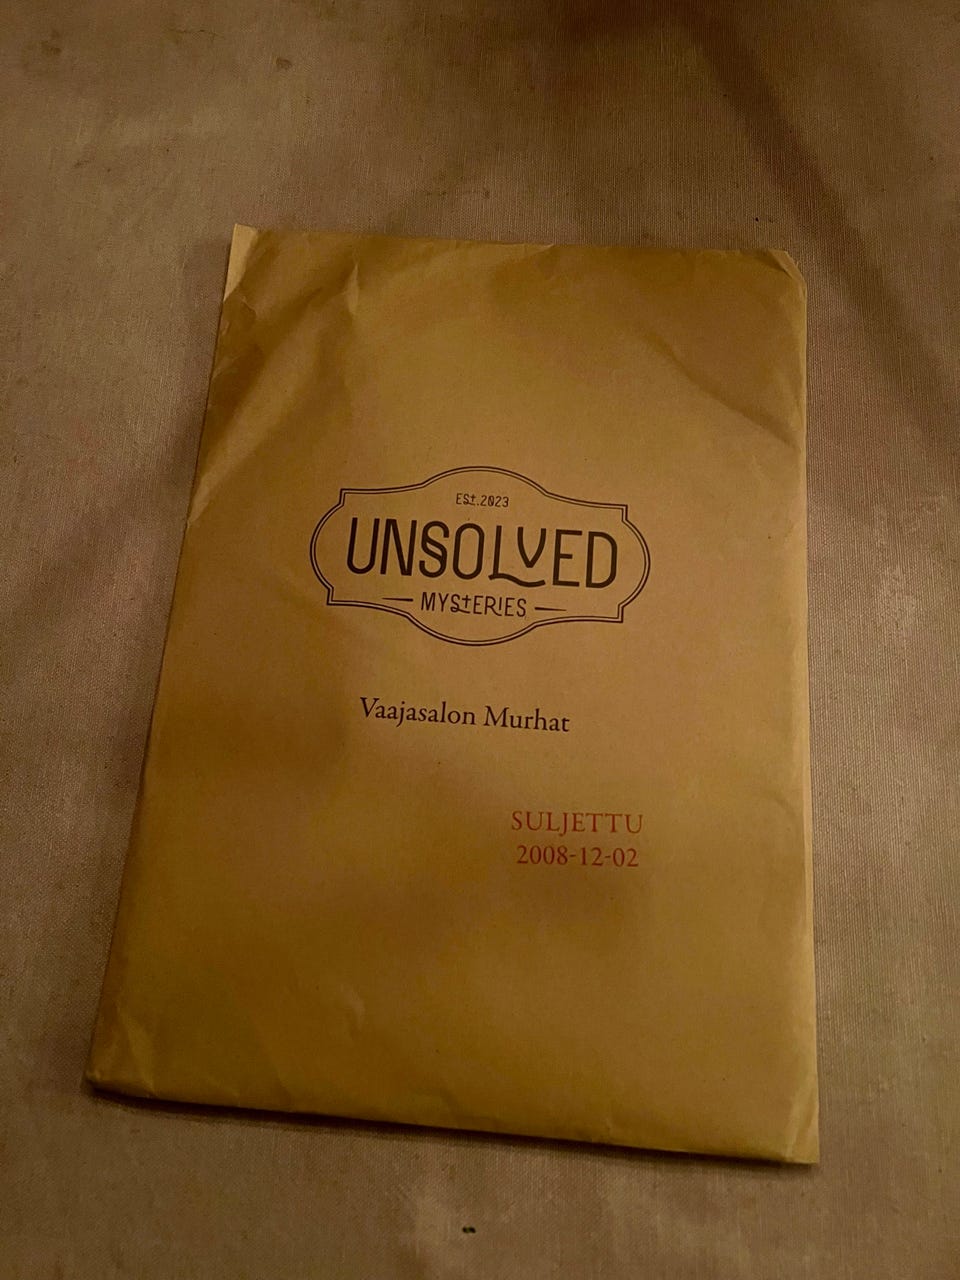 EST.2023
UNSOLVED
MYSTERIES
Vaajasalon Murhat
SULJETTU
2008-12-02